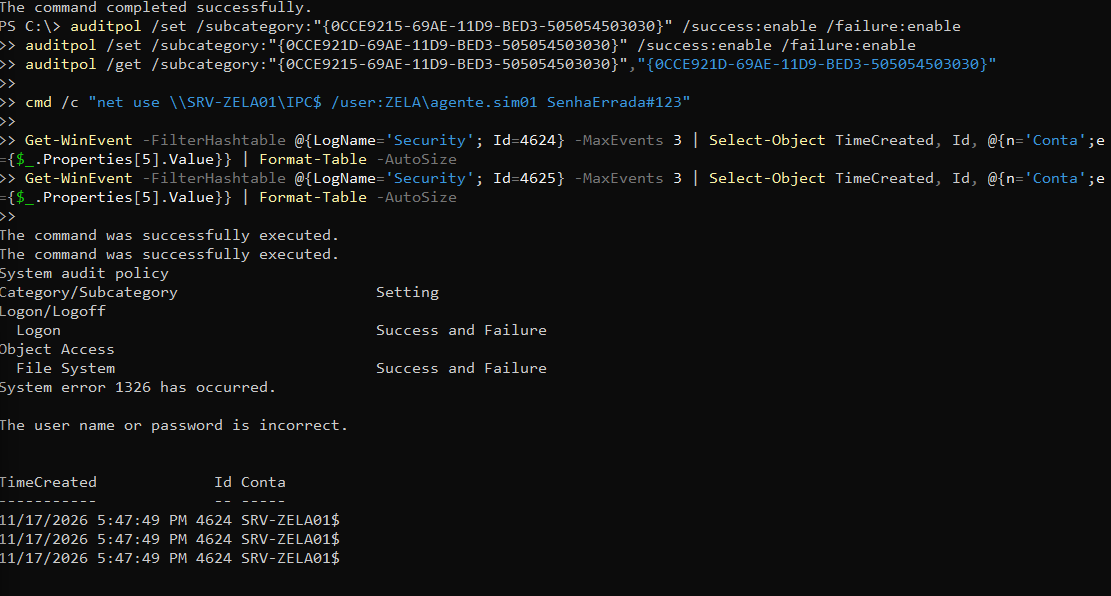 The command completed successfully.
PS C:\> auditpol /set /subcategory:"{0CCE9215-69AE-11D9-BED3-505054503030}" /success:enable /failure:enable
>> auditpol /set /subcategory:"{0CCE921D-69AE-11D9-BED3-505054503030}" /success:enable /failure:enable
>> auditpol /get /subcategory:"{0CCE9215-69AE-11D9-BED3-505054503030}","{0CCE921D-69AE-11D9-BED3-505054503030}"
>>
>> cmd /c "net use \\SRV-ZELA01\IPC$ /user:ZELA\agente.sim01 SenhaErrada#123"
>>
>> Get-WinEvent -FilterHashtable @{LogName='Security'; Id=4624} -MaxEvents 3 | Select-Object TimeCreated, Id, @{n='Conta';e
={$_.Properties[5].Value}} | Format-Table -AutoSize
>> Get-WinEvent -FilterHashtable @{LogName='Security'; Id=4625} -MaxEvents 3 | Select-Object TimeCreated, Id, @{n='Conta';e
={$_.Properties[5].Value}} | Format-Table -AutoSize
>>
The command was successfully executed.
The command was successfully executed.
System audit policy
Category/Subcategory                      Setting
Logon/Logoff
  Logon                                   Success and Failure
Object Access
  File System                             Success and Failure
System error 1326 has occurred.

The user name or password is incorrect.


TimeCreated             Id Conta
-----------             -- -----
11/17/2026 5:47:49 PM 4624 SRV-ZELA01$
11/17/2026 5:47:49 PM 4624 SRV-ZELA01$
11/17/2026 5:47:49 PM 4624 SRV-ZELA01$